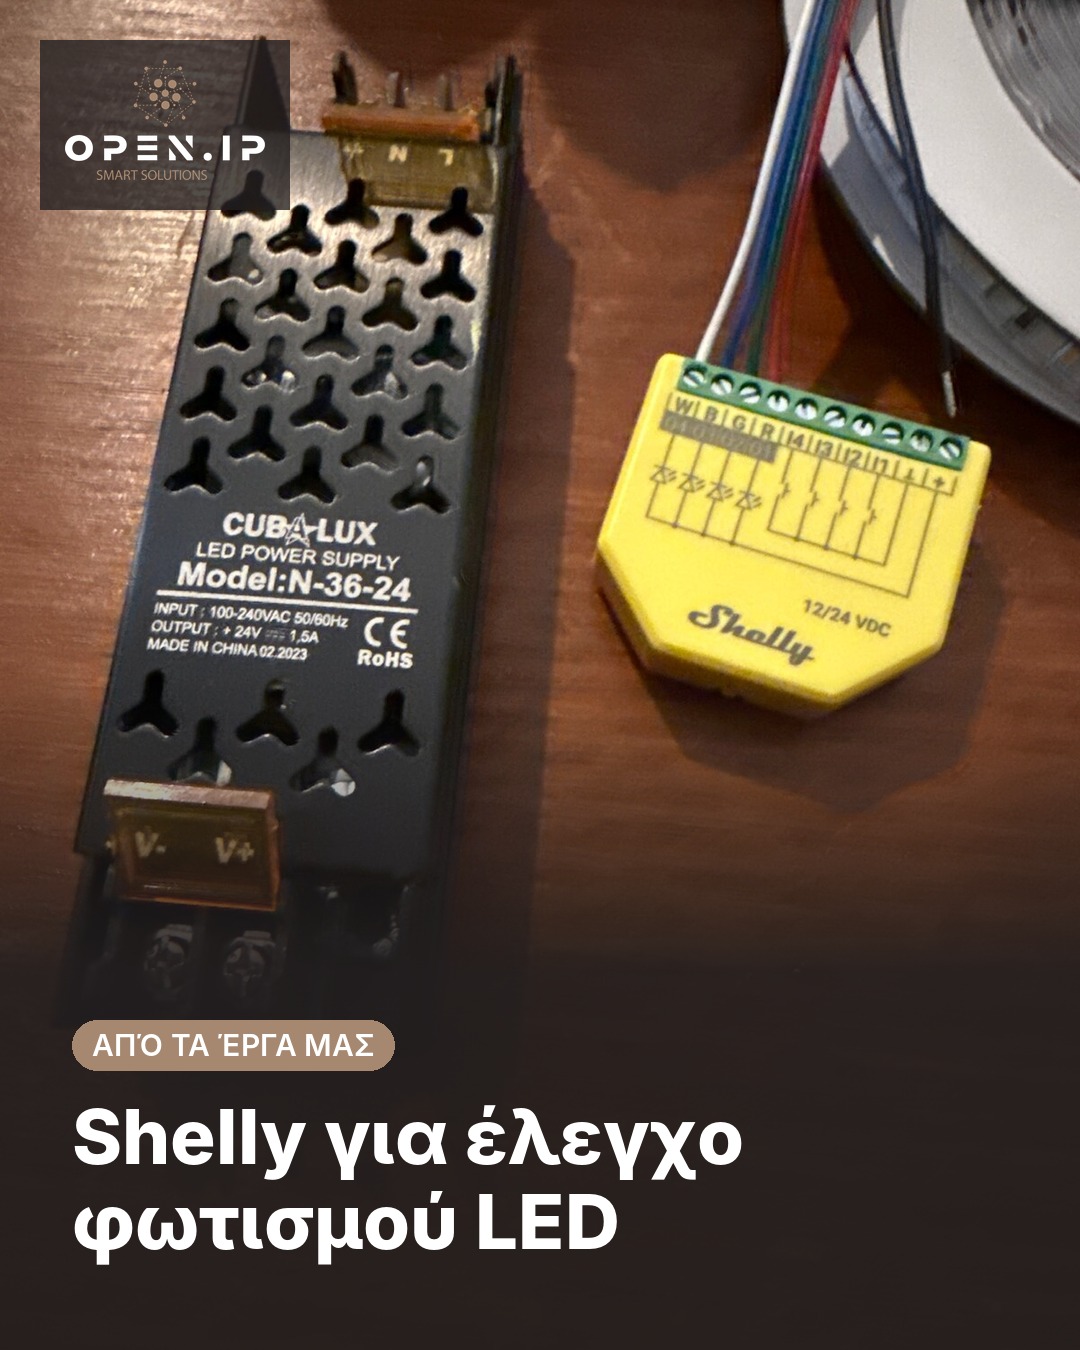 OPEN.IP
SMART SOLUTIONS
N L
CUBALUX
LED POWER SUPPLY
Model:N-36-24
INPUT : 100-240VAC 50/60Hz
OUTPUT : + 24V 1,5A
MADE IN CHINA 02.2023
CE
RoHS
V- V+
W B G R I4 I3 I2 I1 ⊥ +
12/24 VDC
Shelly
ΑΠΌ ΤΑ ΈΡΓΑ ΜΑΣ
Shelly για έλεγχο
φωτισμού LED